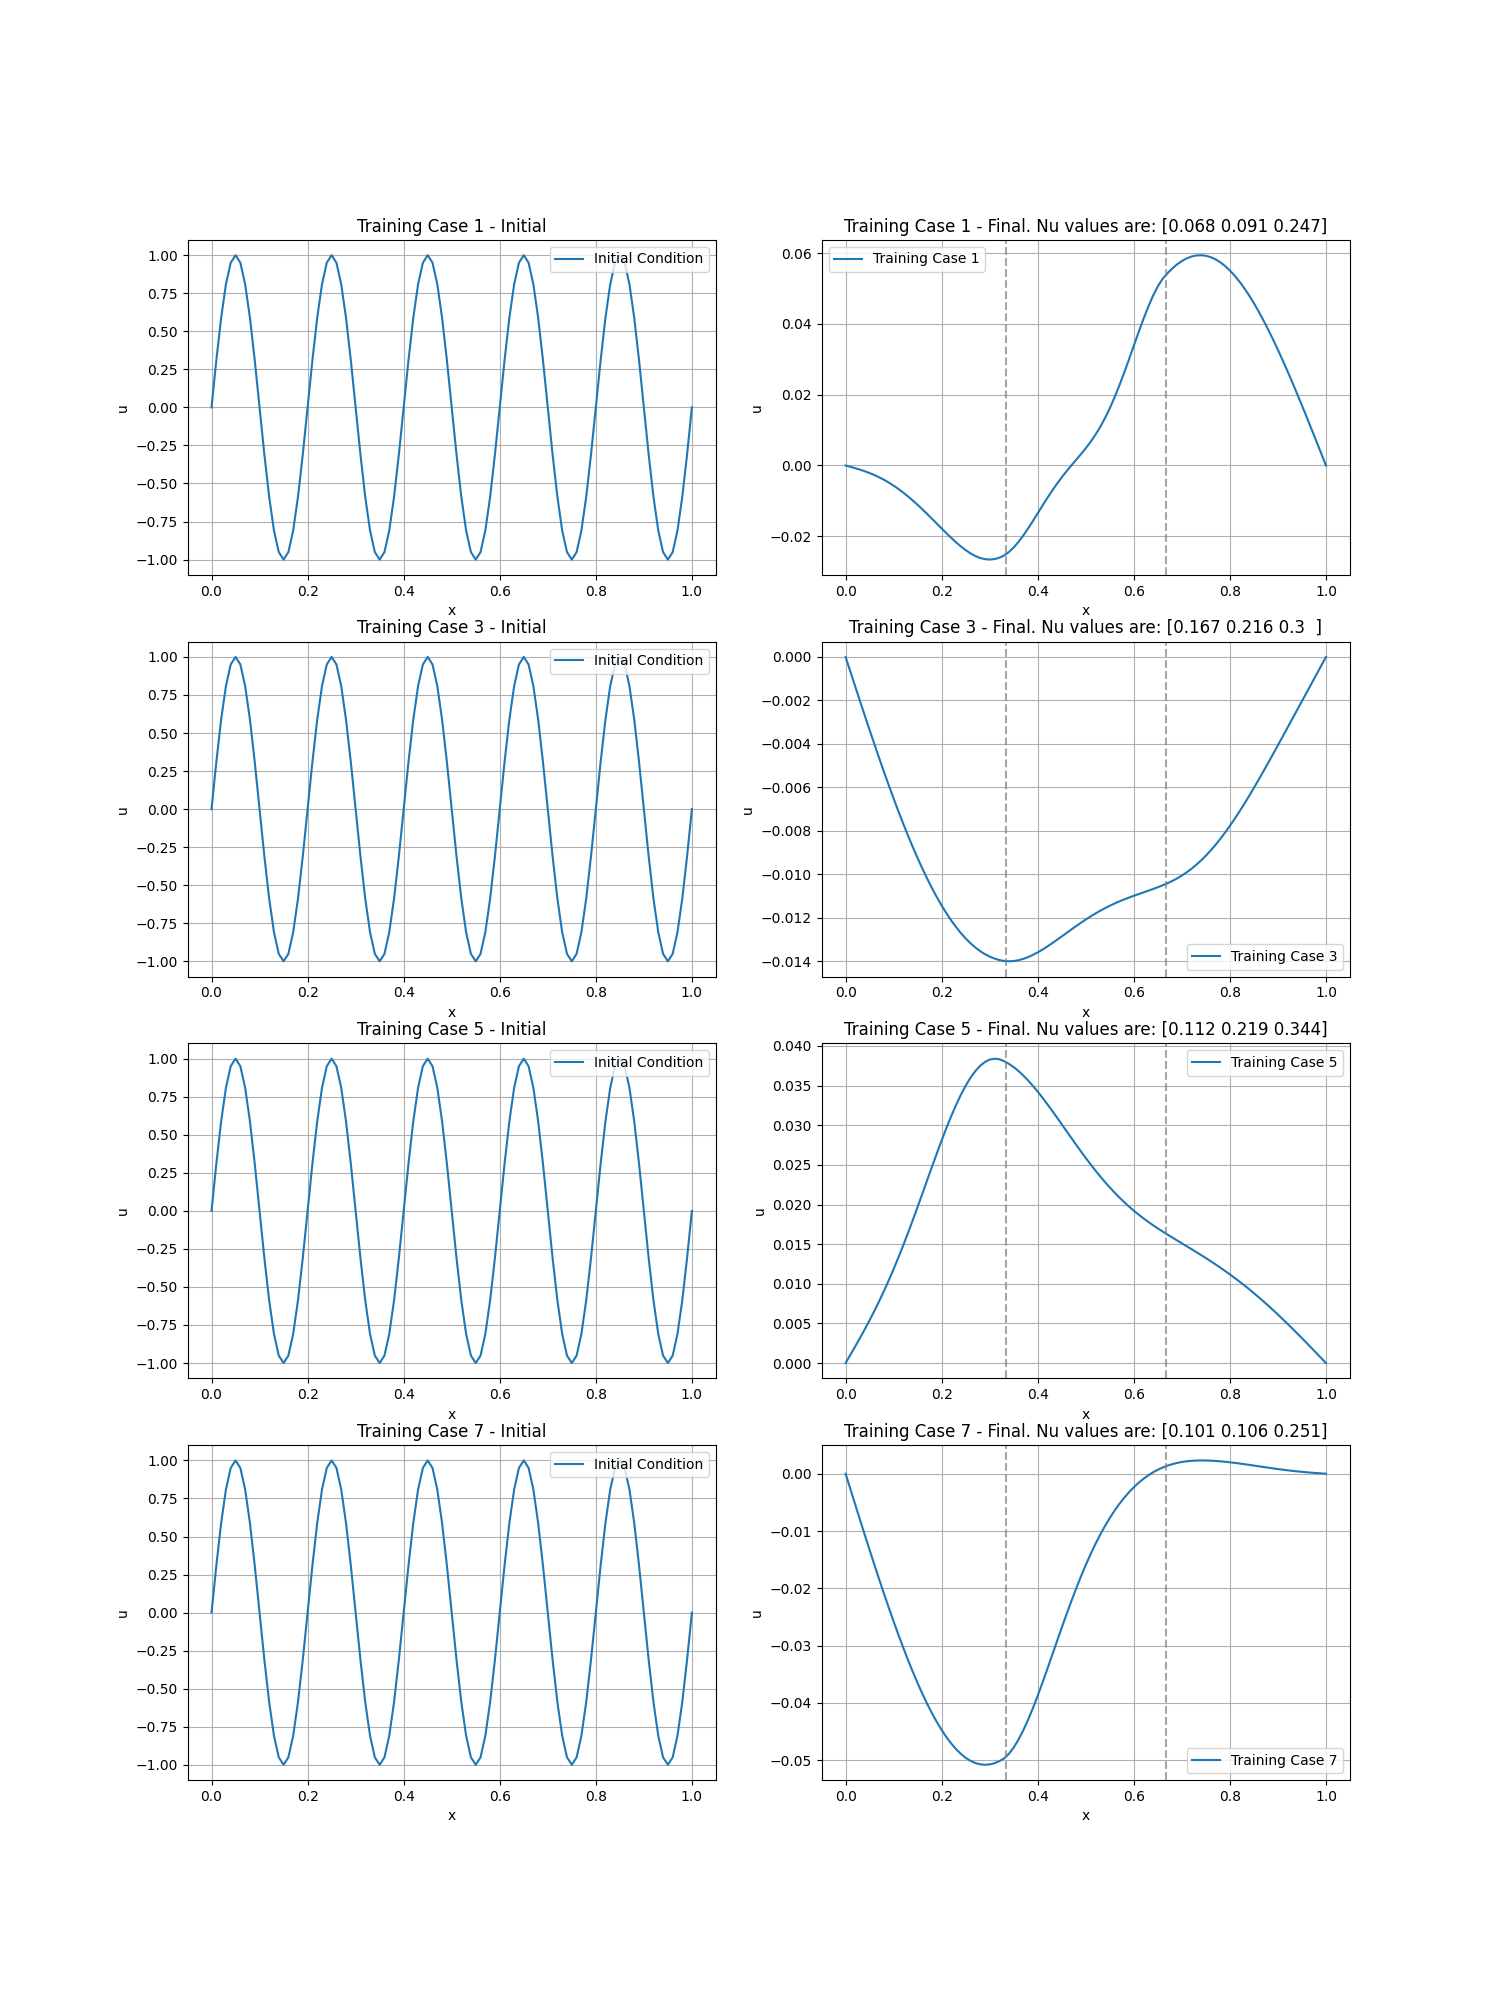 Training Case 1 - Initial
Initial Condition
1.00
0.75
0.50
0.25
0.00
−0.25
−0.50
−0.75
−1.00
u
0.0 0.2 0.4 0.6 0.8 1.0
x
Training Case 1 - Final. Nu values are: [0.068 0.091 0.247]
Training Case 1
0.06
0.04
0.02
0.00
−0.02
u
0.0 0.2 0.4 0.6 0.8 1.0
x
Training Case 3 - Initial
Initial Condition
1.00
0.75
0.50
0.25
0.00
−0.25
−0.50
−0.75
−1.00
u
0.0 0.2 0.4 0.6 0.8 1.0
x
Training Case 3 - Final. Nu values are: [0.167 0.216 0.3  ]
0.000
−0.002
−0.004
−0.006
−0.008
−0.010
−0.012
−0.014
u
Training Case 3
0.0 0.2 0.4 0.6 0.8 1.0
x
Training Case 5 - Initial
Initial Condition
1.00
0.75
0.50
0.25
0.00
−0.25
−0.50
−0.75
−1.00
u
0.0 0.2 0.4 0.6 0.8 1.0
x
Training Case 5 - Final. Nu values are: [0.112 0.219 0.344]
Training Case 5
0.040
0.035
0.030
0.025
0.020
0.015
0.010
0.005
0.000
u
0.0 0.2 0.4 0.6 0.8 1.0
x
Training Case 7 - Initial
Initial Condition
1.00
0.75
0.50
0.25
0.00
−0.25
−0.50
−0.75
−1.00
u
0.0 0.2 0.4 0.6 0.8 1.0
x
Training Case 7 - Final. Nu values are: [0.101 0.106 0.251]
0.00
−0.01
−0.02
−0.03
−0.04
−0.05
u
Training Case 7
0.0 0.2 0.4 0.6 0.8 1.0
x